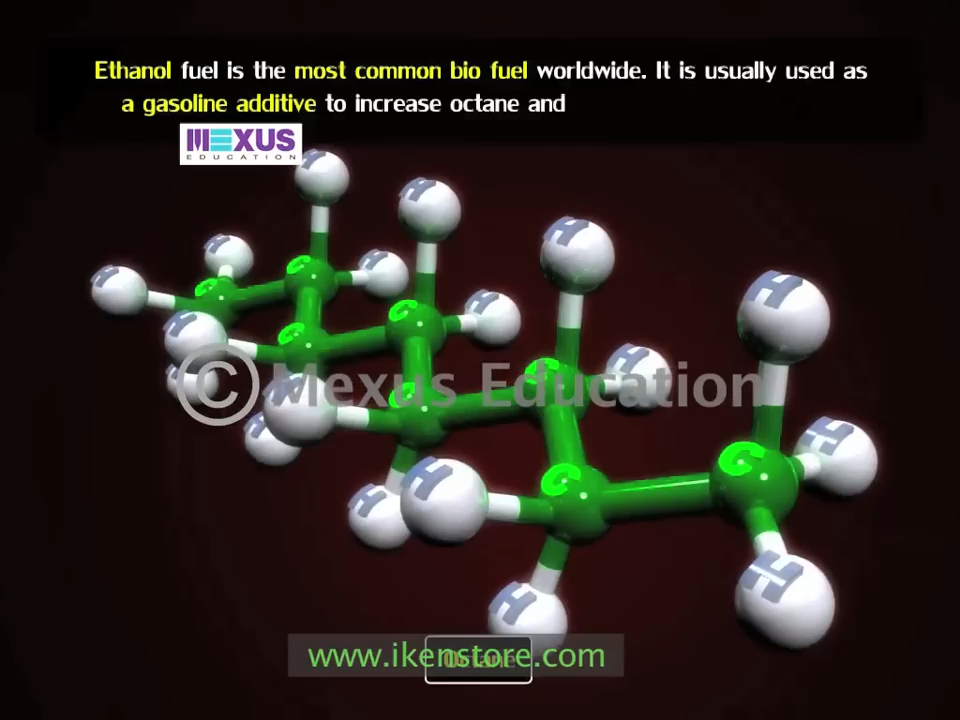 Ethanol fuel is the most common bio fuel worldwide. It is usually used as
a gasoline additive to increase octane and
MEXUS
EDUCATION
H
H
H
H
C
C
H
H
H
C
C
H
H
H
© Mexus Education
C
C
H
H
H
H
C
C
H
H
H
H
www.ikenstore.com
Octane